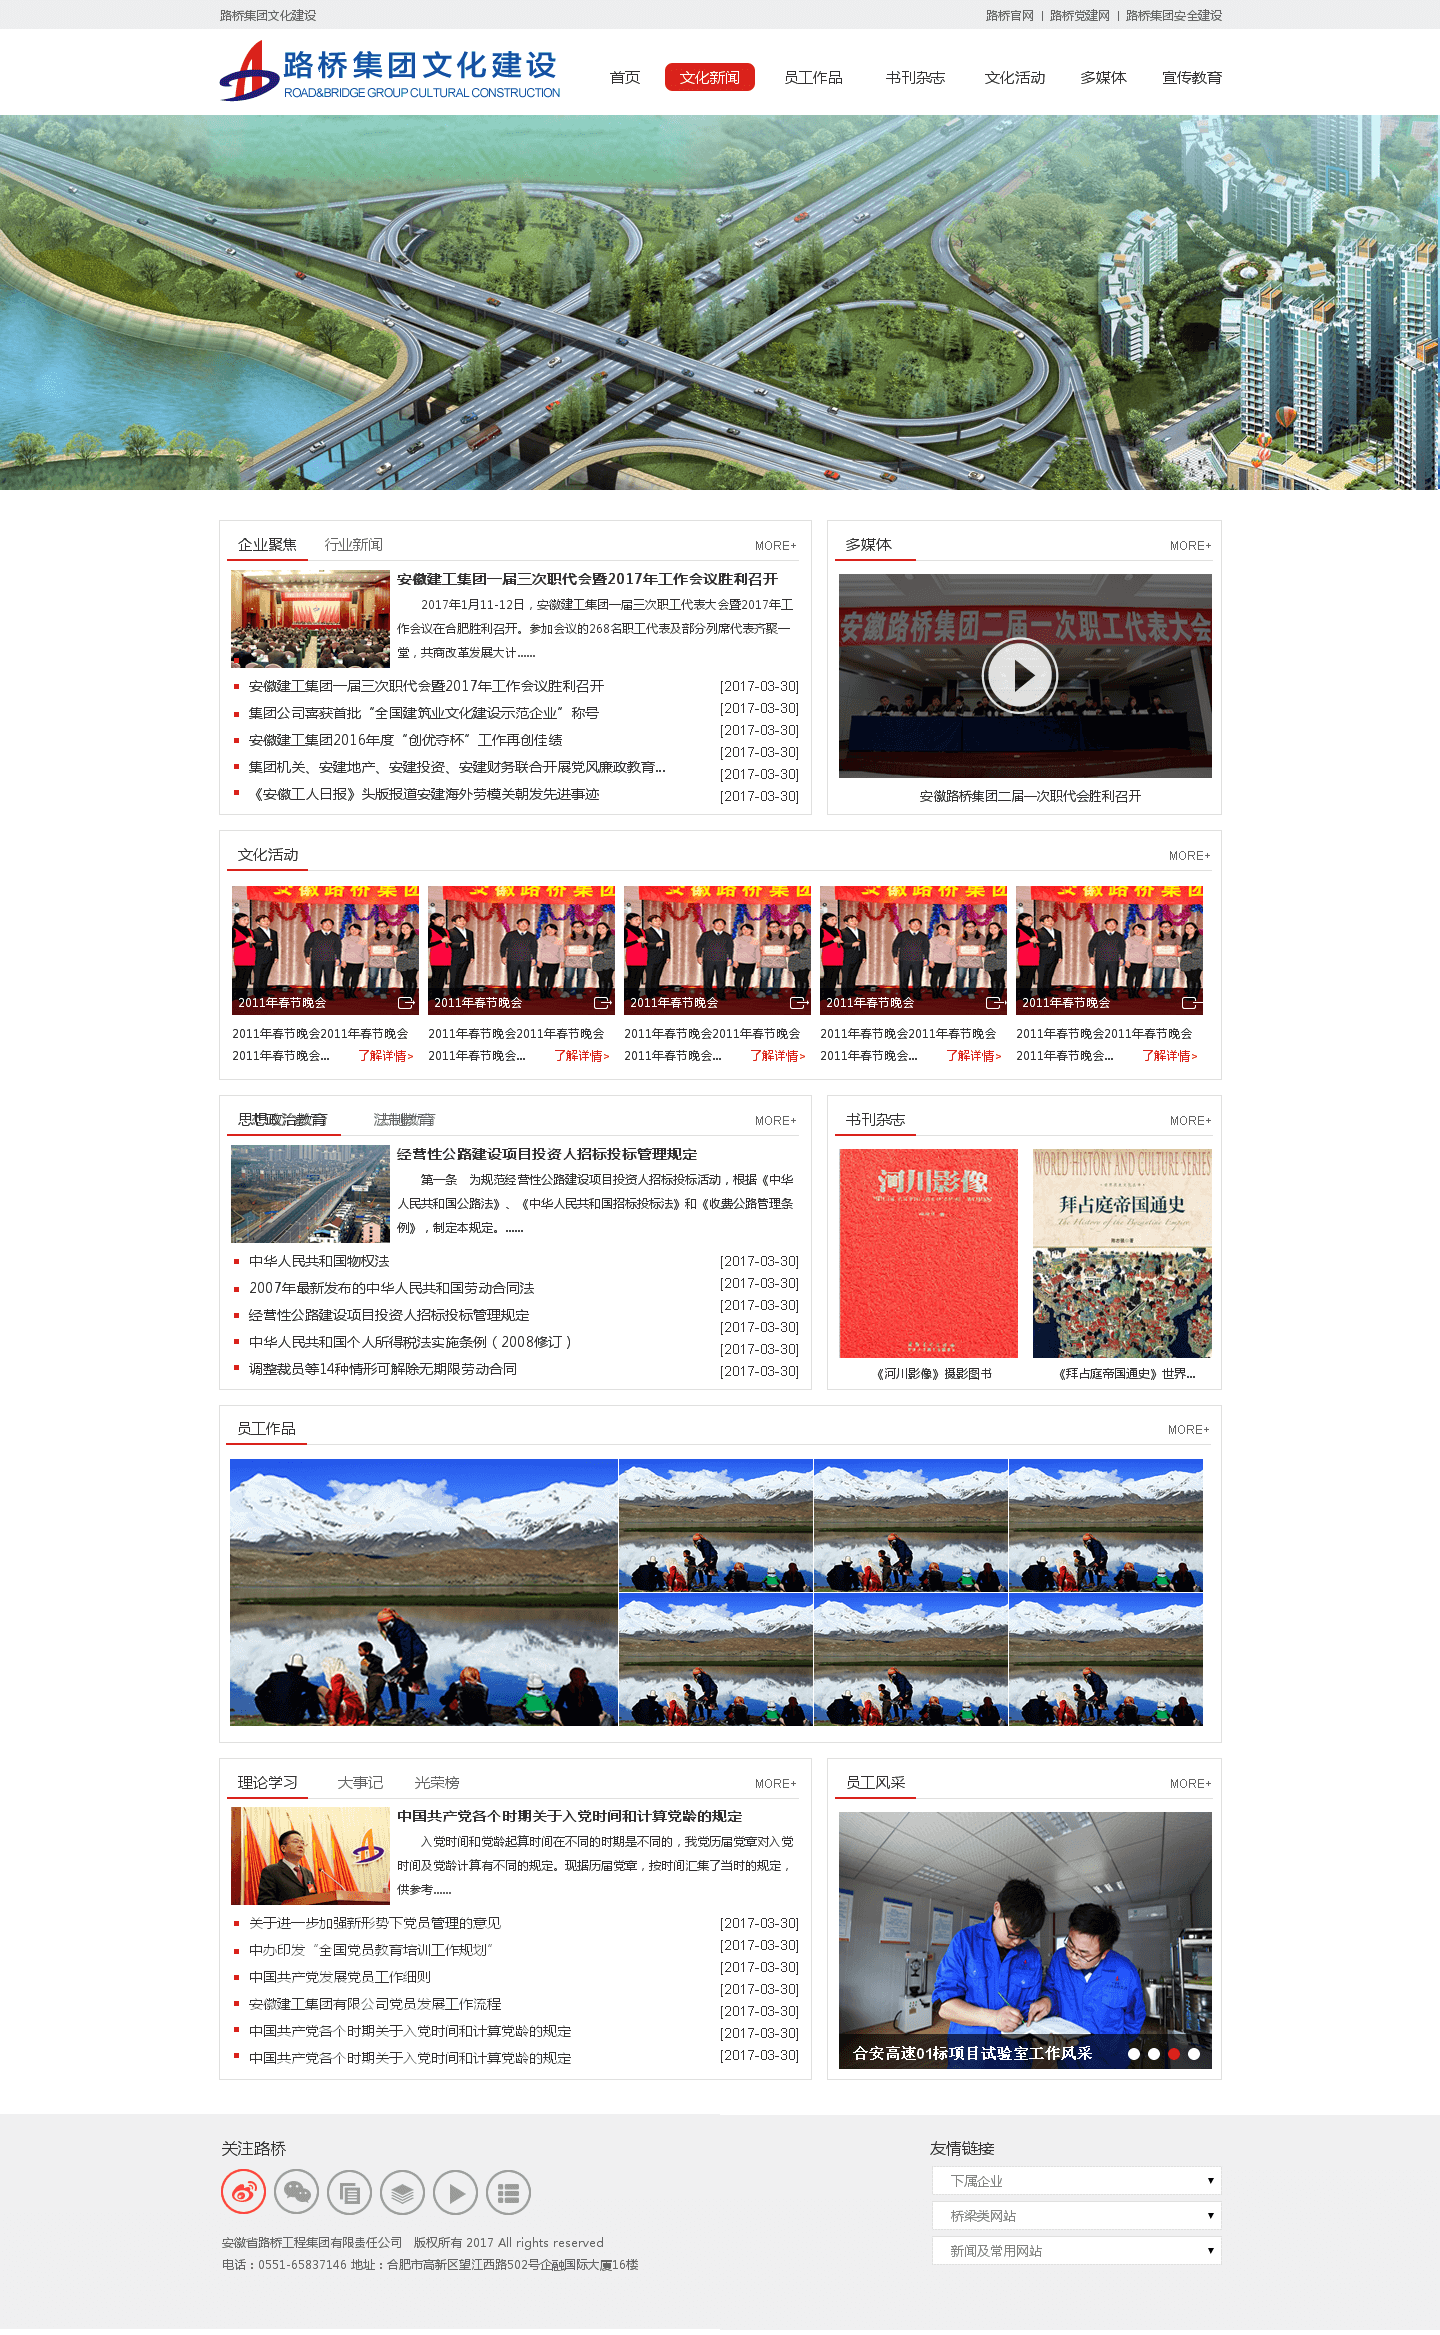 路桥集团文化建设
路桥官网 | 路桥党建网 | 路桥集团安全建设
路桥集团文化建设
ROAD&BRIDGE GROUP CULTURAL CONSTRUCTION
首页 文化新闻 员工作品 书刊杂志 文化活动 多媒体 宣传教育
企业聚焦 行业新闻 MORE+
安徽建工集团一届三次职代会暨2017年工作会议胜利召开
2017年1月11-12日，安徽建工集团一届三次职工代表大会暨2017年工
作会议在合肥胜利召开。参加会议的268名职工代表及部分列席代表齐聚一
堂，共商改革发展大计......
安徽建工集团一届三次职代会暨2017年工作会议胜利召开 [2017-03-30]
集团公司喜获首批“全国建筑业文化建设示范企业”称号 [2017-03-30]
安徽建工集团2016年度“创优夺杯”工作再创佳绩 [2017-03-30]
[2017-03-30]
集团机关、安建地产、安建投资、安建财务联合开展党风廉政教育... [2017-03-30]
《安徽工人日报》头版报道安建海外劳模关朝发先进事迹 [2017-03-30]
多媒体 MORE+
安徽路桥集团二届一次职工代表大会
安徽路桥集团二届一次职代会胜利召开
文化活动 MORE+
安徽路桥集团 安徽路桥集团 安徽路桥集团 安徽路桥集团 安徽路桥集团
2011年春节晚会 2011年春节晚会 2011年春节晚会 2011年春节晚会 2011年春节晚会
2011年春节晚会2011年春节晚会 2011年春节晚会2011年春节晚会 2011年春节晚会2011年春节晚会 2011年春节晚会2011年春节晚会 2011年春节晚会2011年春节晚会
2011年春节晚会... 了解详情> 2011年春节晚会... 了解详情> 2011年春节晚会... 了解详情> 2011年春节晚会... 了解详情> 2011年春节晚会... 了解详情>
思想政治教育 法制教育 MORE+
经营性公路建设项目投资人招标投标管理规定
第一条 为规范经营性公路建设项目投资人招标投标活动，根据《中华
人民共和国公路法》、《中华人民共和国招标投标法》和《收费公路管理条
例》，制定本规定。......
中华人民共和国物权法 [2017-03-30]
2007年最新发布的中华人民共和国劳动合同法 [2017-03-30]
经营性公路建设项目投资人招标投标管理规定 [2017-03-30]
[2017-03-30]
中华人民共和国个人所得税法实施条例（2008修订） [2017-03-30]
调整裁员等14种情形可解除无期限劳动合同 [2017-03-30]
书刊杂志 MORE+
河川影像
WORLD HISTORY AND CULTURE SERIES
拜占庭帝国通史
The History of the Byzantine Empire
《河川影像》摄影图书 《拜占庭帝国通史》世界...
员工作品 MORE+
理论学习 大事记 光荣榜 MORE+
中国共产党各个时期关于入党时间和计算党龄的规定
入党时间和党龄起算时间在不同的时期是不同的，我党历届党章对入党
时间及党龄计算有不同的规定。现据历届党章，按时间汇集了当时的规定，
供参考......
关于进一步加强新形势下党员管理的意见 [2017-03-30]
中办印发“全国党员教育培训工作规划” [2017-03-30]
中国共产党发展党员工作细则 [2017-03-30]
[2017-03-30]
安徽建工集团有限公司党员发展工作流程 [2017-03-30]
中国共产党各个时期关于入党时间和计算党龄的规定 [2017-03-30]
中国共产党各个时期关于入党时间和计算党龄的规定 [2017-03-30]
员工风采 MORE+
合安高速01标项目试验室工作风采
关注路桥
安徽省路桥工程集团有限责任公司 版权所有 2017 All rights reserved
电话：0551-65837146 地址：合肥市高新区望江西路502号企融国际大厦16楼
友情链接
下属企业
桥梁类网站
新闻及常用网站